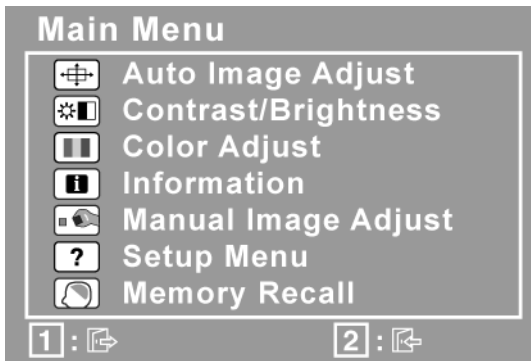 Main Menu
Auto Image Adjust
Contrast/Brightness
Color Adjust
i Information
Manual Image Adjust
? Setup Menu
Memory Recall
1 : 2 :